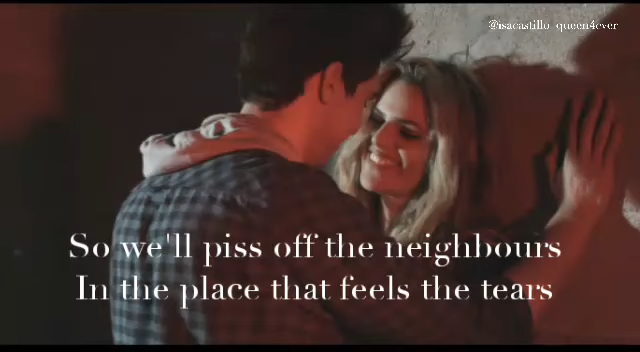 @isacastillo_queen4ever
So we'll piss off the neighbours
In the place that feels the tears